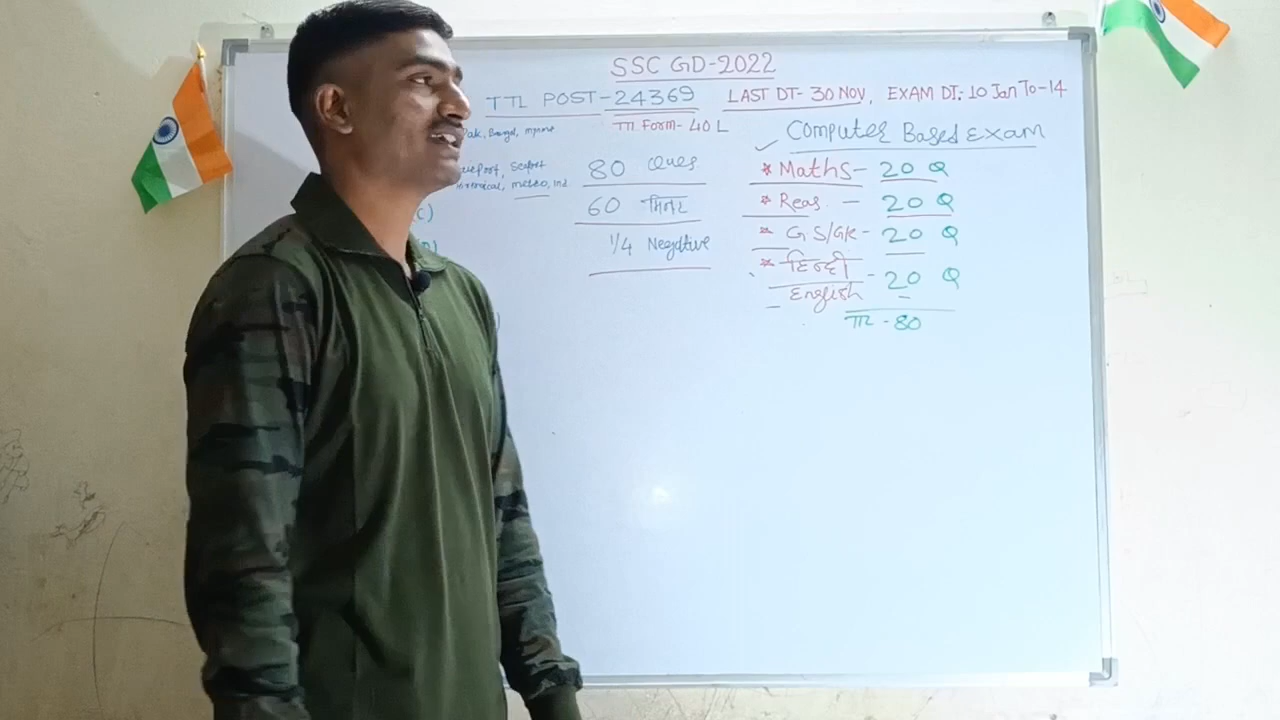 SSC GD-2022
TTL POST-24369 LAST DT- 30 NOV, EXAM DT: 10 Jan To-14
TTL Form- 40 L
Computer Based Exam
80 Ques
60 मिनट
1/4 Negative
* Maths- 20 Q
* Reas. - 20 Q
* GS/GK- 20 Q
* हिन्दी - 20 Q
English
TTL - 80